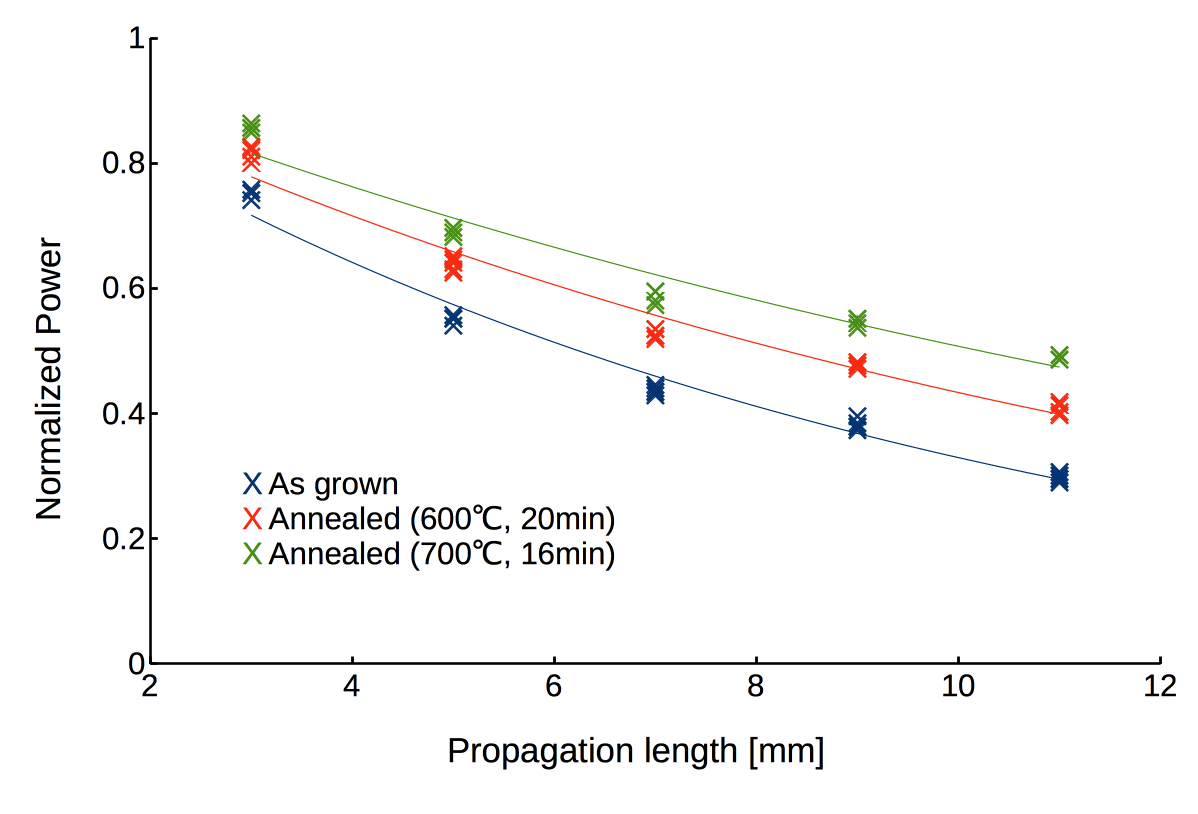 1
0.8
0.6
0.4
0.2
0
2 4 6 8 10 12
Normalized Power
X As grown
X Annealed (600℃, 20min)
X Annealed (700℃, 16min)
Propagation length [mm]